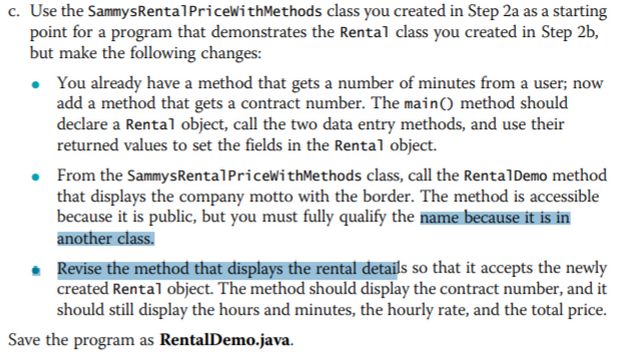 c. Use the SammysRentalPriceWithMethods class you created in Step 2a as a starting
point for a program that demonstrates the Rental class you created in Step 2b,
but make the following changes:
• You already have a method that gets a number of minutes from a user; now
add a method that gets a contract number. The main() method should
declare a Rental object, call the two data entry methods, and use their
returned values to set the fields in the Rental object.
• From the SammysRentalPriceWithMethods class, call the RentalDemo method
that displays the company motto with the border. The method is accessible
because it is public, but you must fully qualify the name because it is in
another class.
• Revise the method that displays the rental details so that it accepts the newly
created Rental object. The method should display the contract number, and it
should still display the hours and minutes, the hourly rate, and the total price.
Save the program as RentalDemo.java.